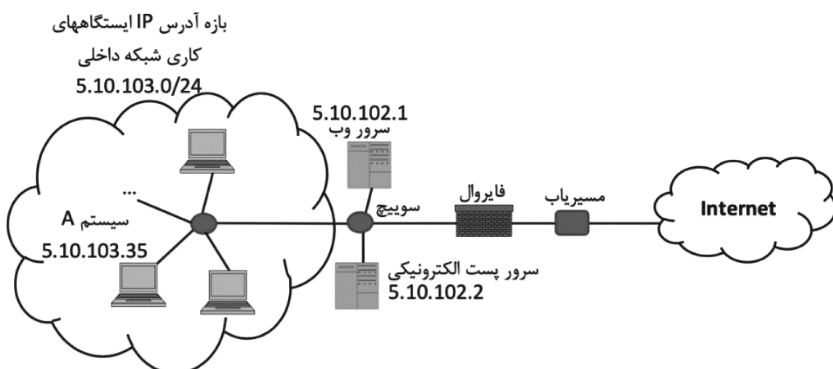 بازه آدرس IP ایستگاههای
کاری شبکه داخلی
5.10.103.0/24
5.10.102.1
سرور وب
...
سیستم A
5.10.103.35
سوییچ
فایروال
مسیریاب
Internet
سرور پست الکترونیکی
5.10.102.2